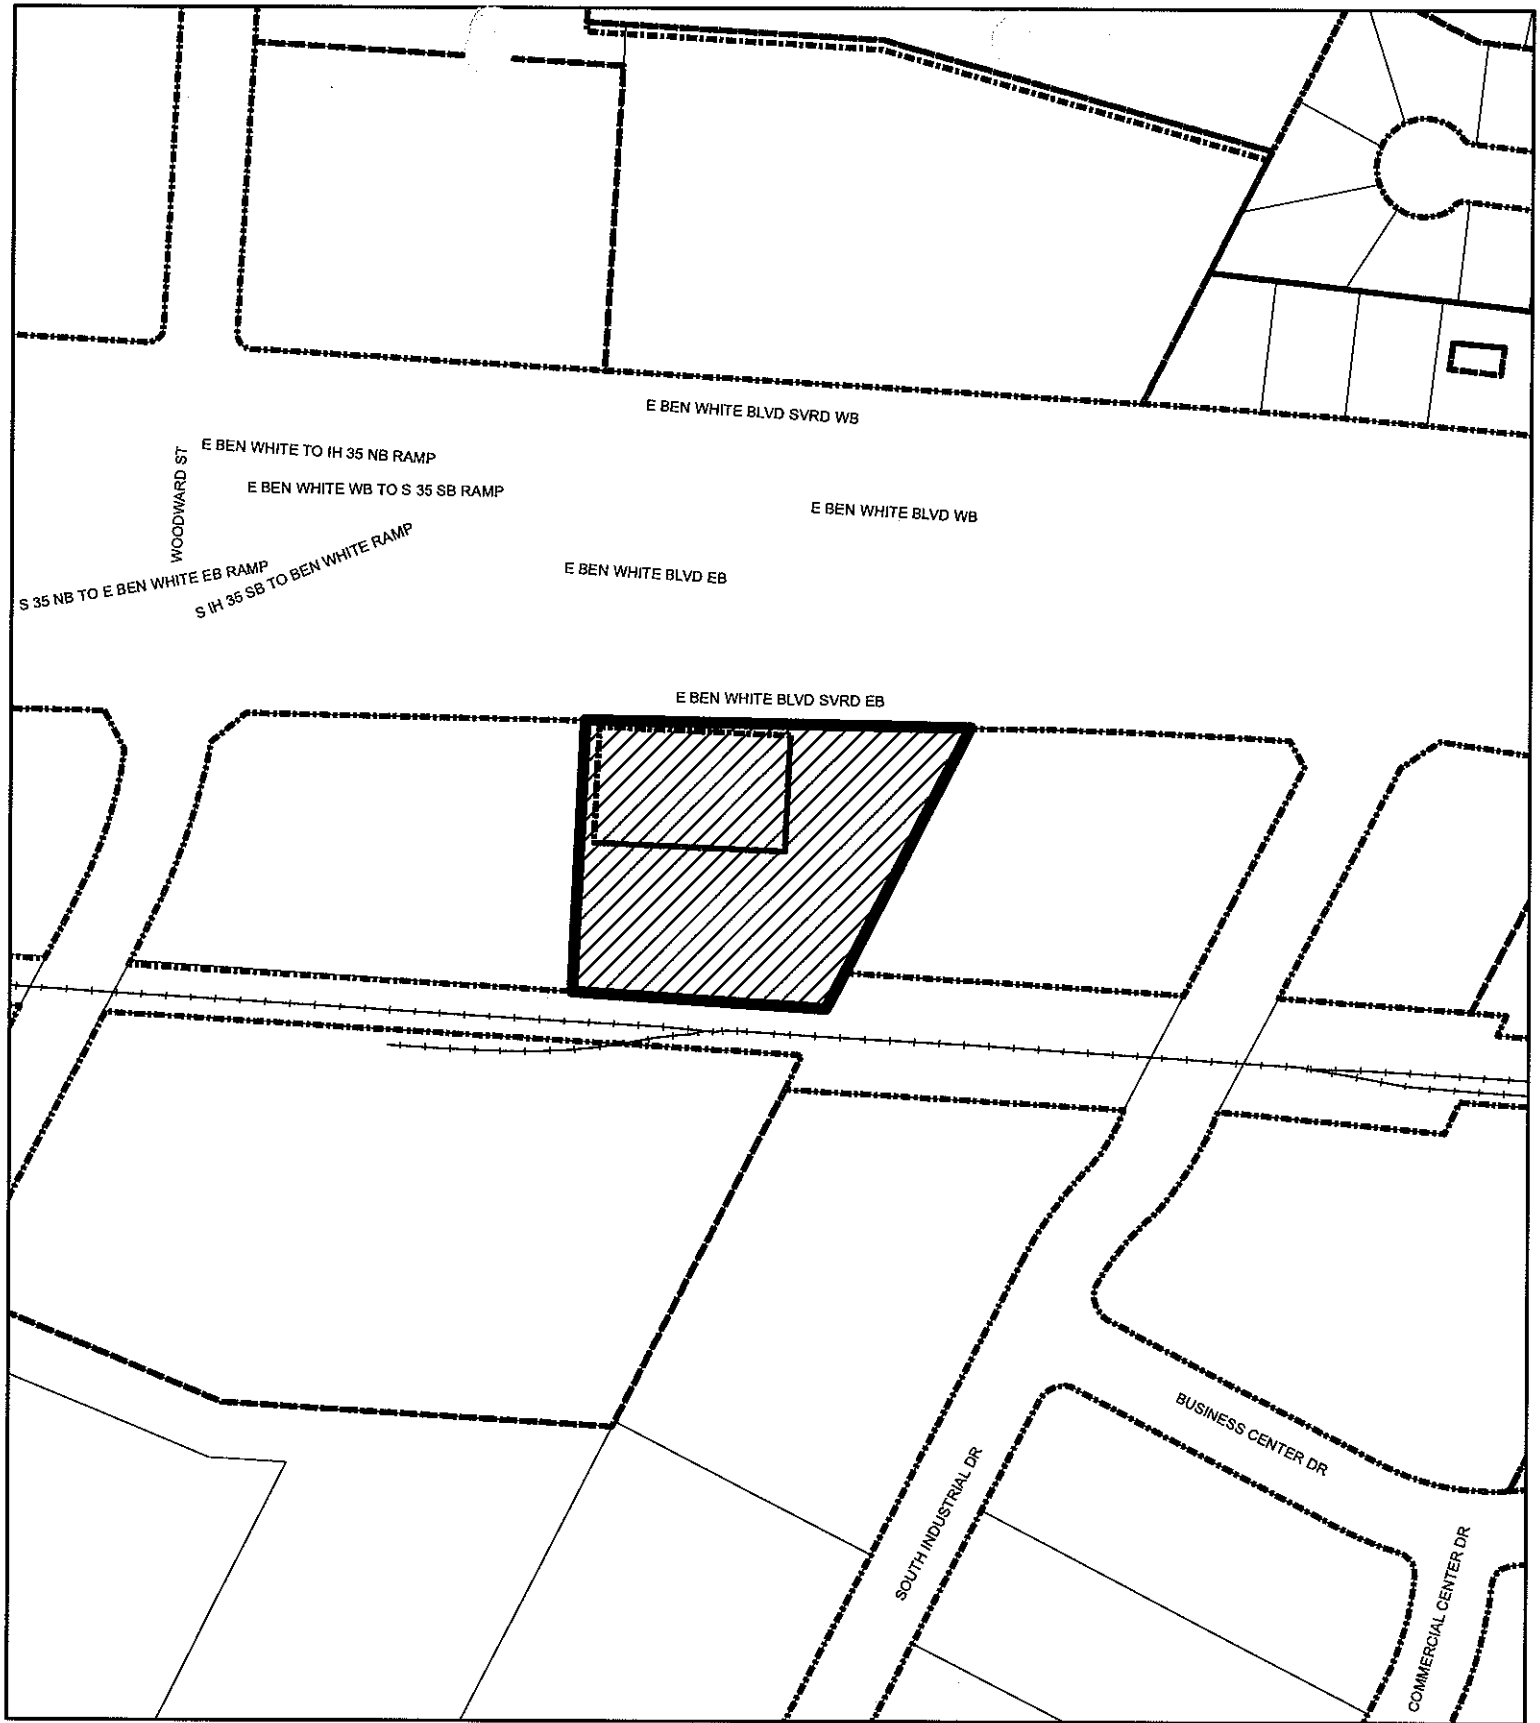 E BEN WHITE BLVD SVRD WB
E BEN WHITE TO IH 35 NB RAMP
WOODWARD ST
E BEN WHITE WB TO S 35 SB RAMP
E BEN WHITE BLVD WB
S IH 35 SB TO BEN WHITE RAMP
S 35 NB TO E BEN WHITE EB RAMP
E BEN WHITE BLVD EB
E BEN WHITE BLVD SVRD EB
BUSINESS CENTER DR
SOUTH INDUSTRIAL DR
COMMERCIAL CENTER DR